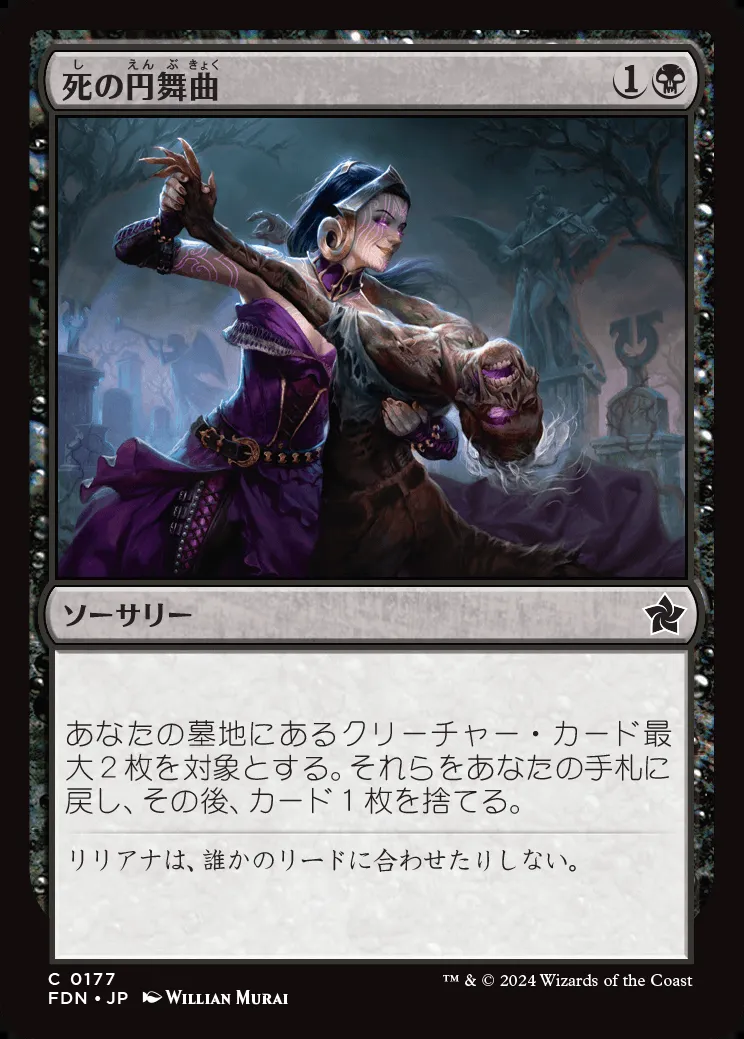 死の円舞曲
し えんぶきょく
1
ソーサリー
あなたの墓地にあるクリーチャー・カード最
大２枚を対象とする。それらをあなたの手札に
戻し、その後、カード１枚を捨てる。
リリアナは、誰かのリードに合わせたりしない。
C 0177
FDN • JP WILLIAN MURAI
™ & © 2024 Wizards of the Coast